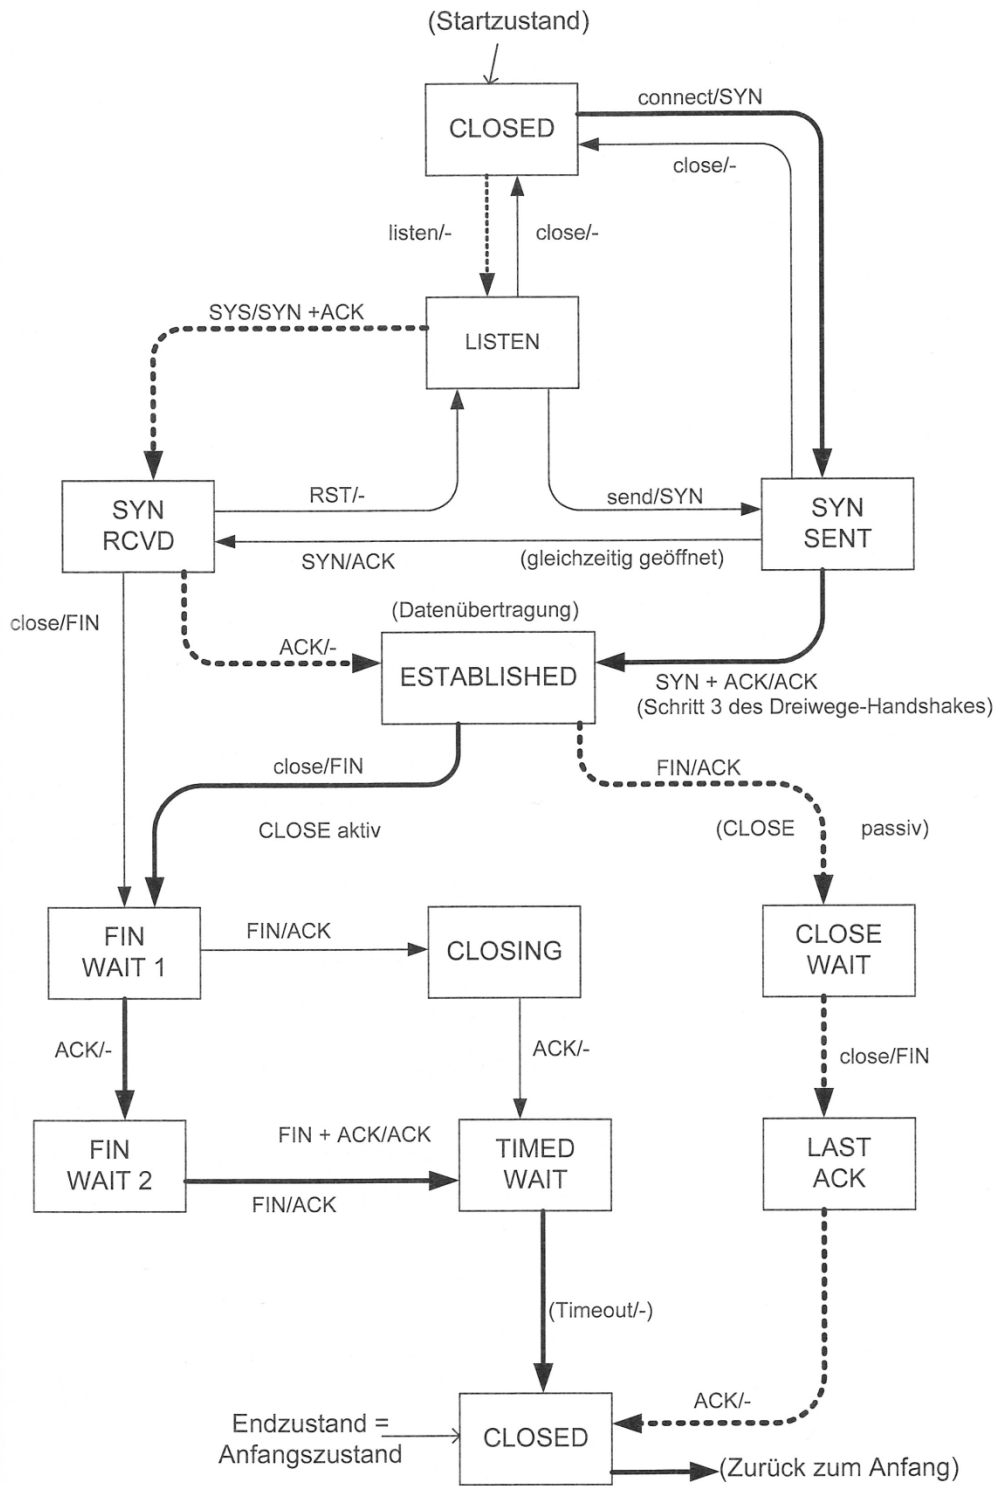 (Startzustand)
CLOSED
connect/SYN
close/-
listen/-
close/-
SYS/SYN +ACK
LISTEN
SYN
RCVD
RST/-
send/SYN
SYN
SENT
SYN/ACK
(gleichzeitig geöffnet)
close/FIN
(Datenübertragung)
ACK/-
ESTABLISHED
SYN + ACK/ACK
(Schritt 3 des Dreiwege-Handshakes)
close/FIN
FIN/ACK
CLOSE aktiv
(CLOSE passiv)
FIN
WAIT 1
FIN/ACK
CLOSING
CLOSE
WAIT
ACK/-
ACK/-
close/FIN
FIN
WAIT 2
FIN + ACK/ACK
FIN/ACK
TIMED
WAIT
LAST
ACK
(Timeout/-)
ACK/-
Endzustand =
Anfangszustand
CLOSED
(Zurück zum Anfang)